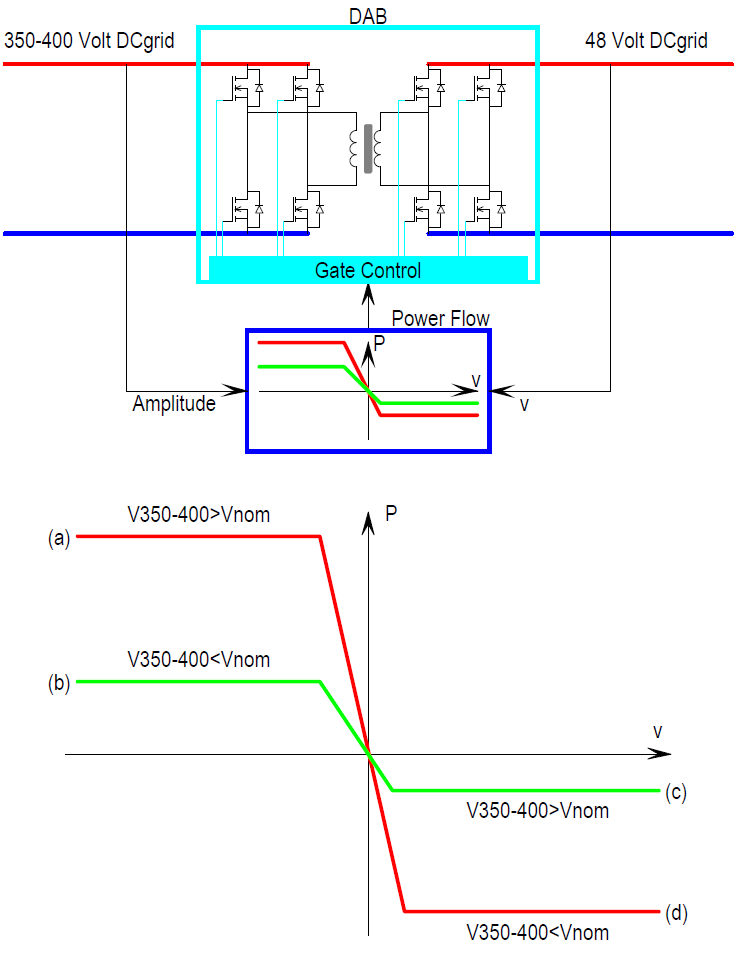 DAB
350-400 Volt DCgrid
48 Volt DCgrid
Gate Control
Power Flow
P
v
Amplitude
v
V350-400>Vnom
P
(a)
V350-400<Vnom
(b)
v
(c)
V350-400>Vnom
(d)
V350-400<Vnom